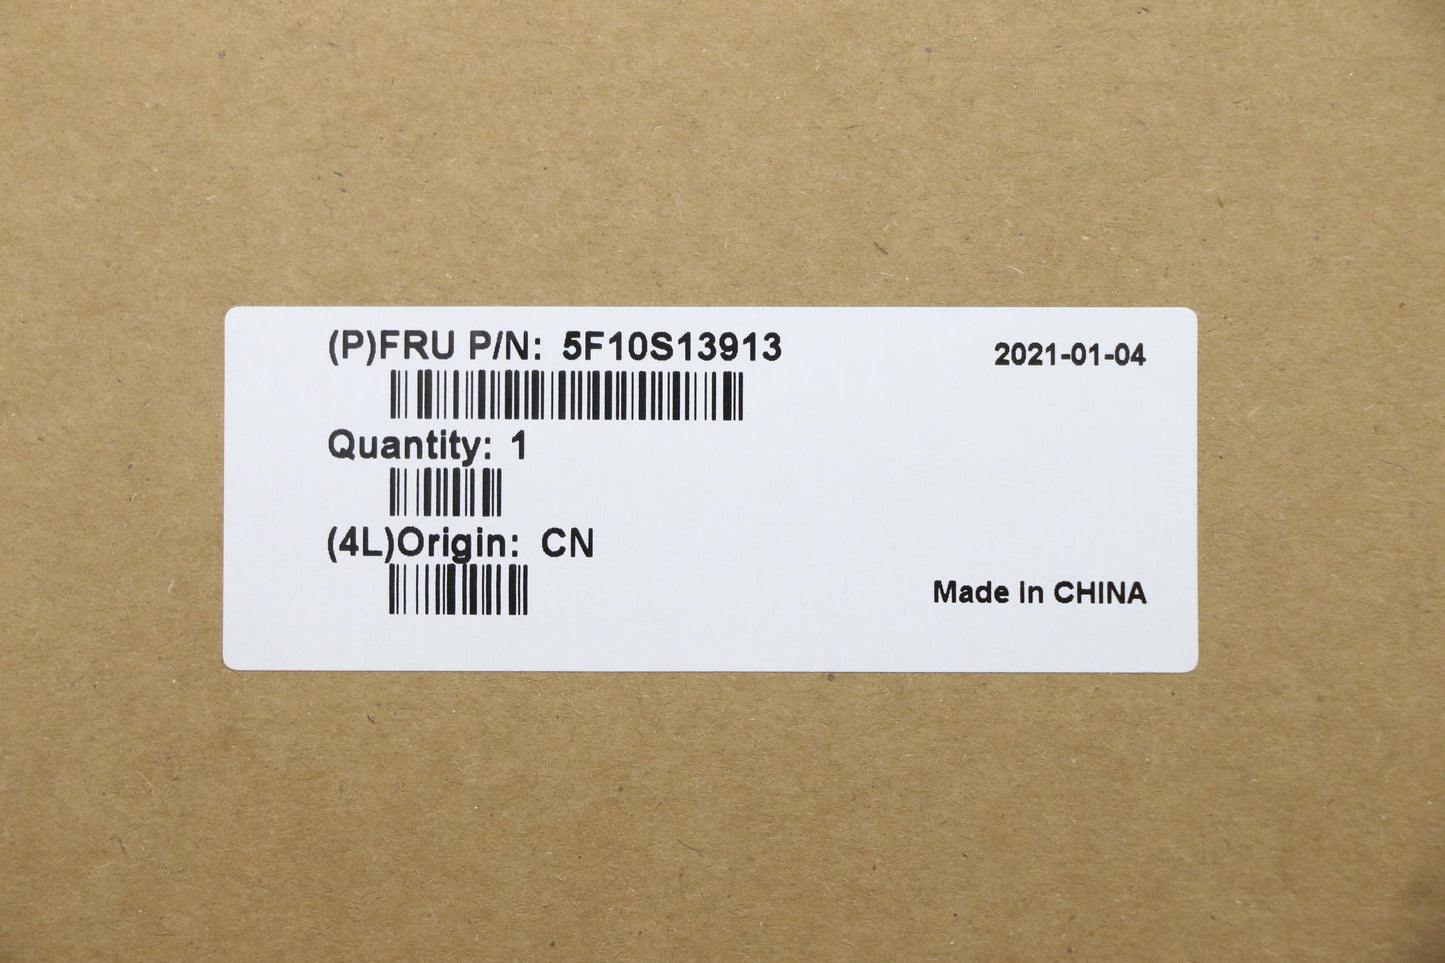 (P)FRU P/N: 5F10S13913
2021-01-04
Quantity: 1
(4L)Origin: CN
Made in CHINA